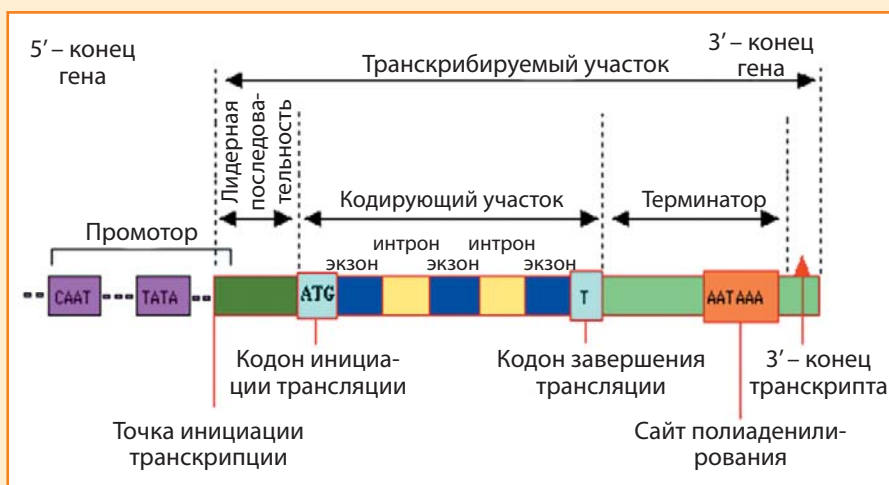 5′ – конец
гена
3′ – конец
гена
Транскрибируемый участок
Лидерная
последова-
тельность
Кодирующий участок
Терминатор
Промотор
интрон интрон
экзон экзон экзон
CAAT
TATA
ATG
T
AATAAA
Кодон инициа-
ции трансляции
Кодон завершения
трансляции
3′ – конец
транскрипта
Точка инициации
транскрипции
Сайт полиаденили-
рования